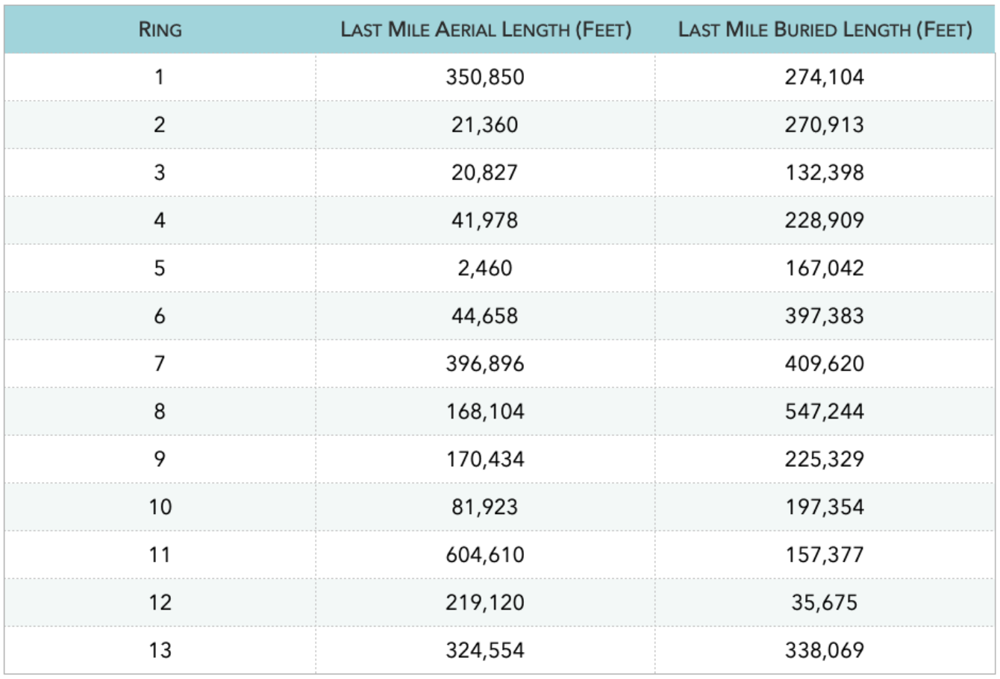 RING LAST MILE AERIAL LENGTH (FEET) LAST MILE BURIED LENGTH (FEET)
1 350,850 274,104
2 21,360 270,913
3 20,827 132,398
4 41,978 228,909
5 2,460 167,042
6 44,658 397,383
7 396,896 409,620
8 168,104 547,244
9 170,434 225,329
10 81,923 197,354
11 604,610 157,377
12 219,120 35,675
13 324,554 338,069